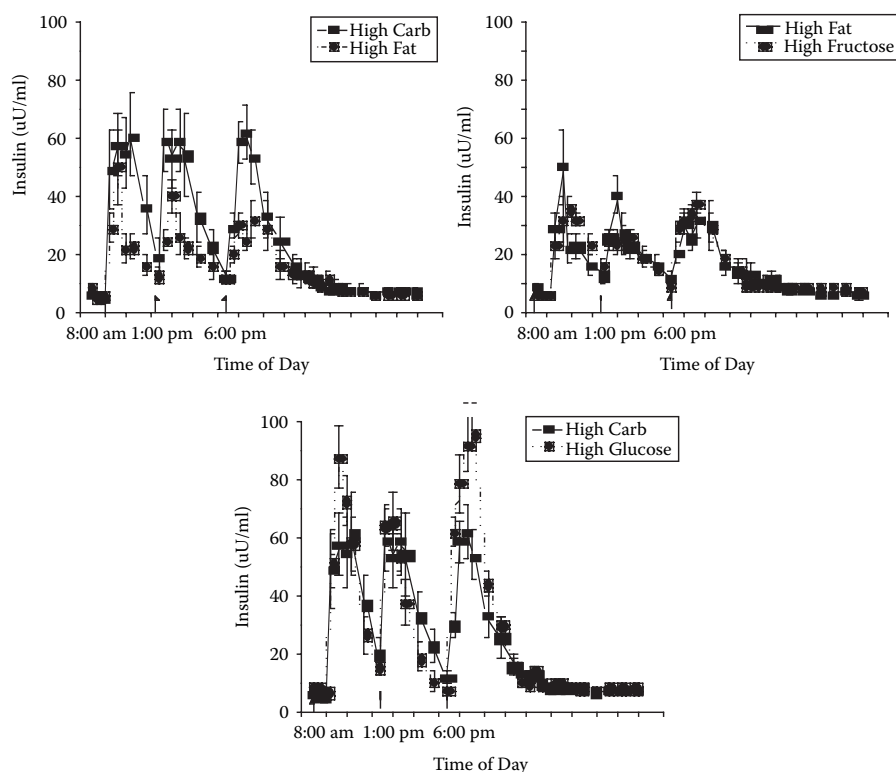 100
80
60
40
20
0
Insulin (uU/ml)
High Carb
High Fat
8:00 am 1:00 pm 6:00 pm
Time of Day
100
80
60
40
20
0
Insulin (uU/ml)
High Fat
High Fructose
8:00 am 1:00 pm 6:00 pm
Time of Day
100
80
60
40
20
0
Insulin (uU/ml)
High Carb
High Glucose
8:00 am 1:00 pm 6:00 pm
Time of Day